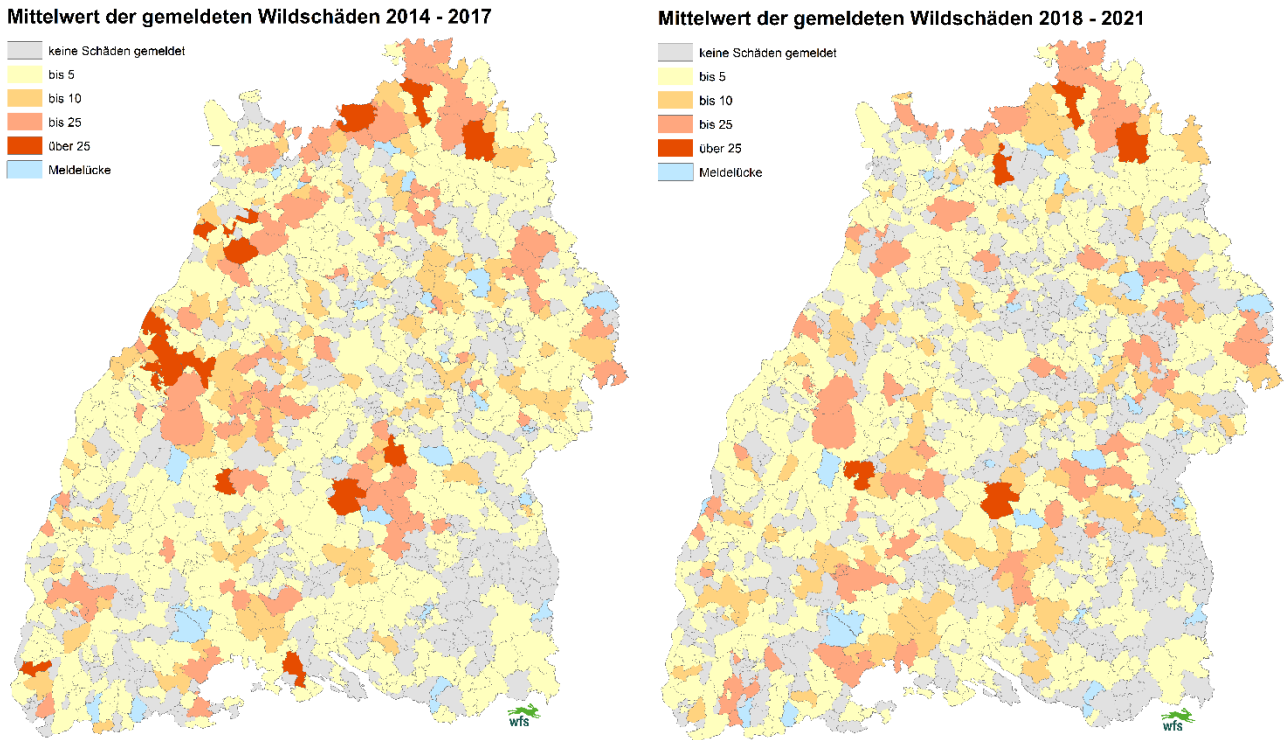 Mittelwert der gemeldeten Wildschäden 2014 - 2017
keine Schäden gemeldet
bis 5
bis 10
bis 25
über 25
Meldelücke
wfs
Mittelwert der gemeldeten Wildschäden 2018 - 2021
keine Schäden gemeldet
bis 5
bis 10
bis 25
über 25
Meldelücke
wfs